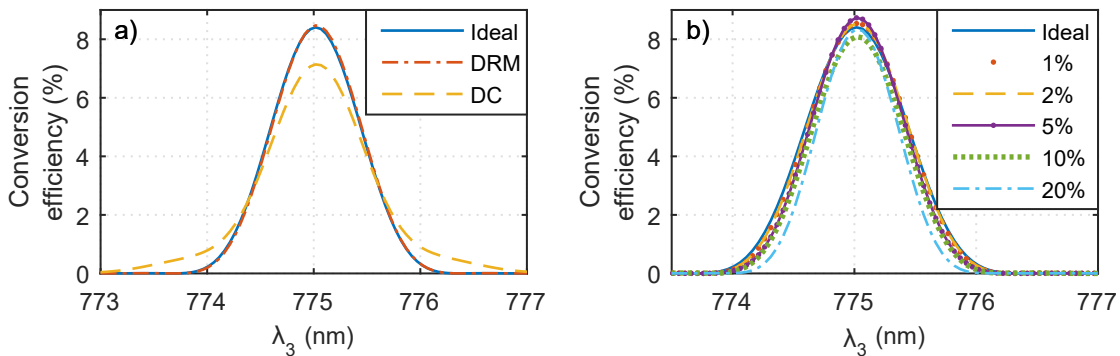 a)
Ideal
DRM
DC
Conversion
efficiency (%)
8
6
4
2
0
773
774
775
776
777
λ3 (nm)
b)
Ideal
1%
2%
5%
10%
20%
Conversion
efficiency (%)
8
6
4
2
0
774
775
776
777
λ3 (nm)